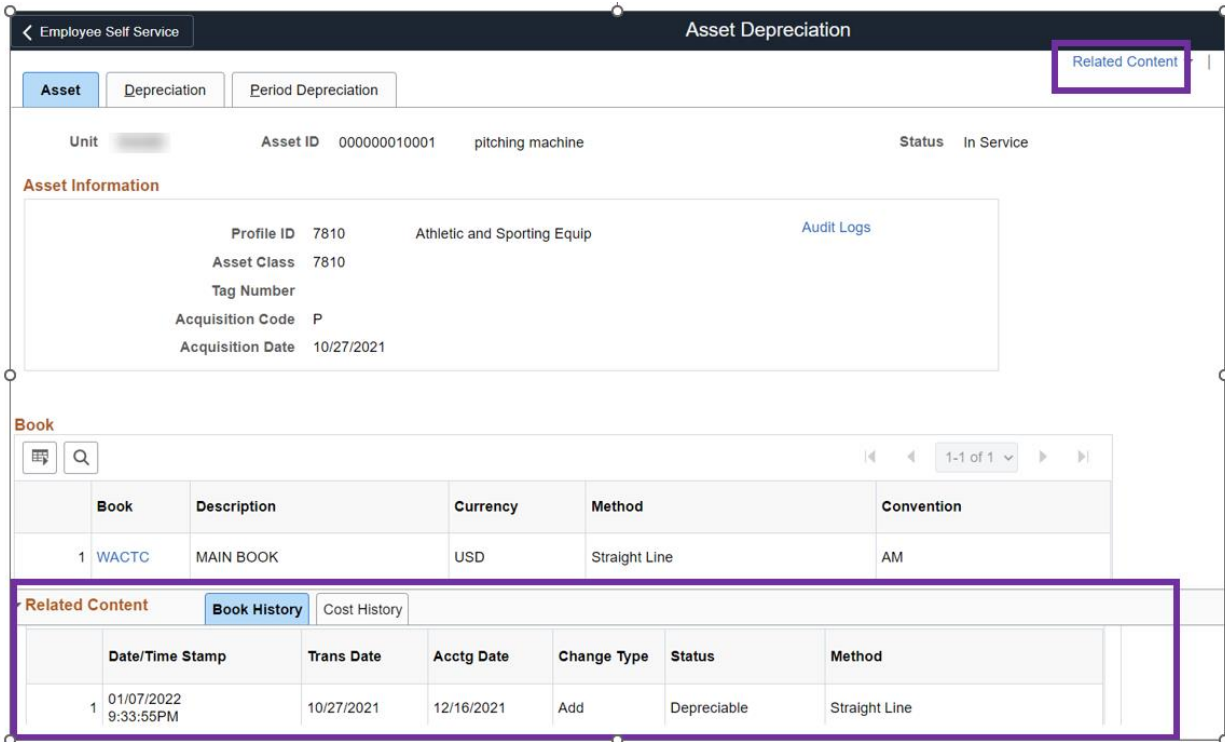 Employee Self Service
Asset Depreciation
Related Content
Asset Depreciation Period Depreciation
Unit Asset ID 000000010001 pitching machine Status In Service
Asset Information
Profile ID 7810 Athletic and Sporting Equip Audit Logs
Asset Class 7810
Tag Number
Acquisition Code P
Acquisition Date 10/27/2021
Book
1-1 of 1
Book Description Currency Method Convention
1 WACTC MAIN BOOK USD Straight Line AM
Related Content Book History Cost History
Date/Time Stamp Trans Date Acctg Date Change Type Status Method
1 01/07/2022 9:33:55PM 10/27/2021 12/16/2021 Add Depreciable Straight Line